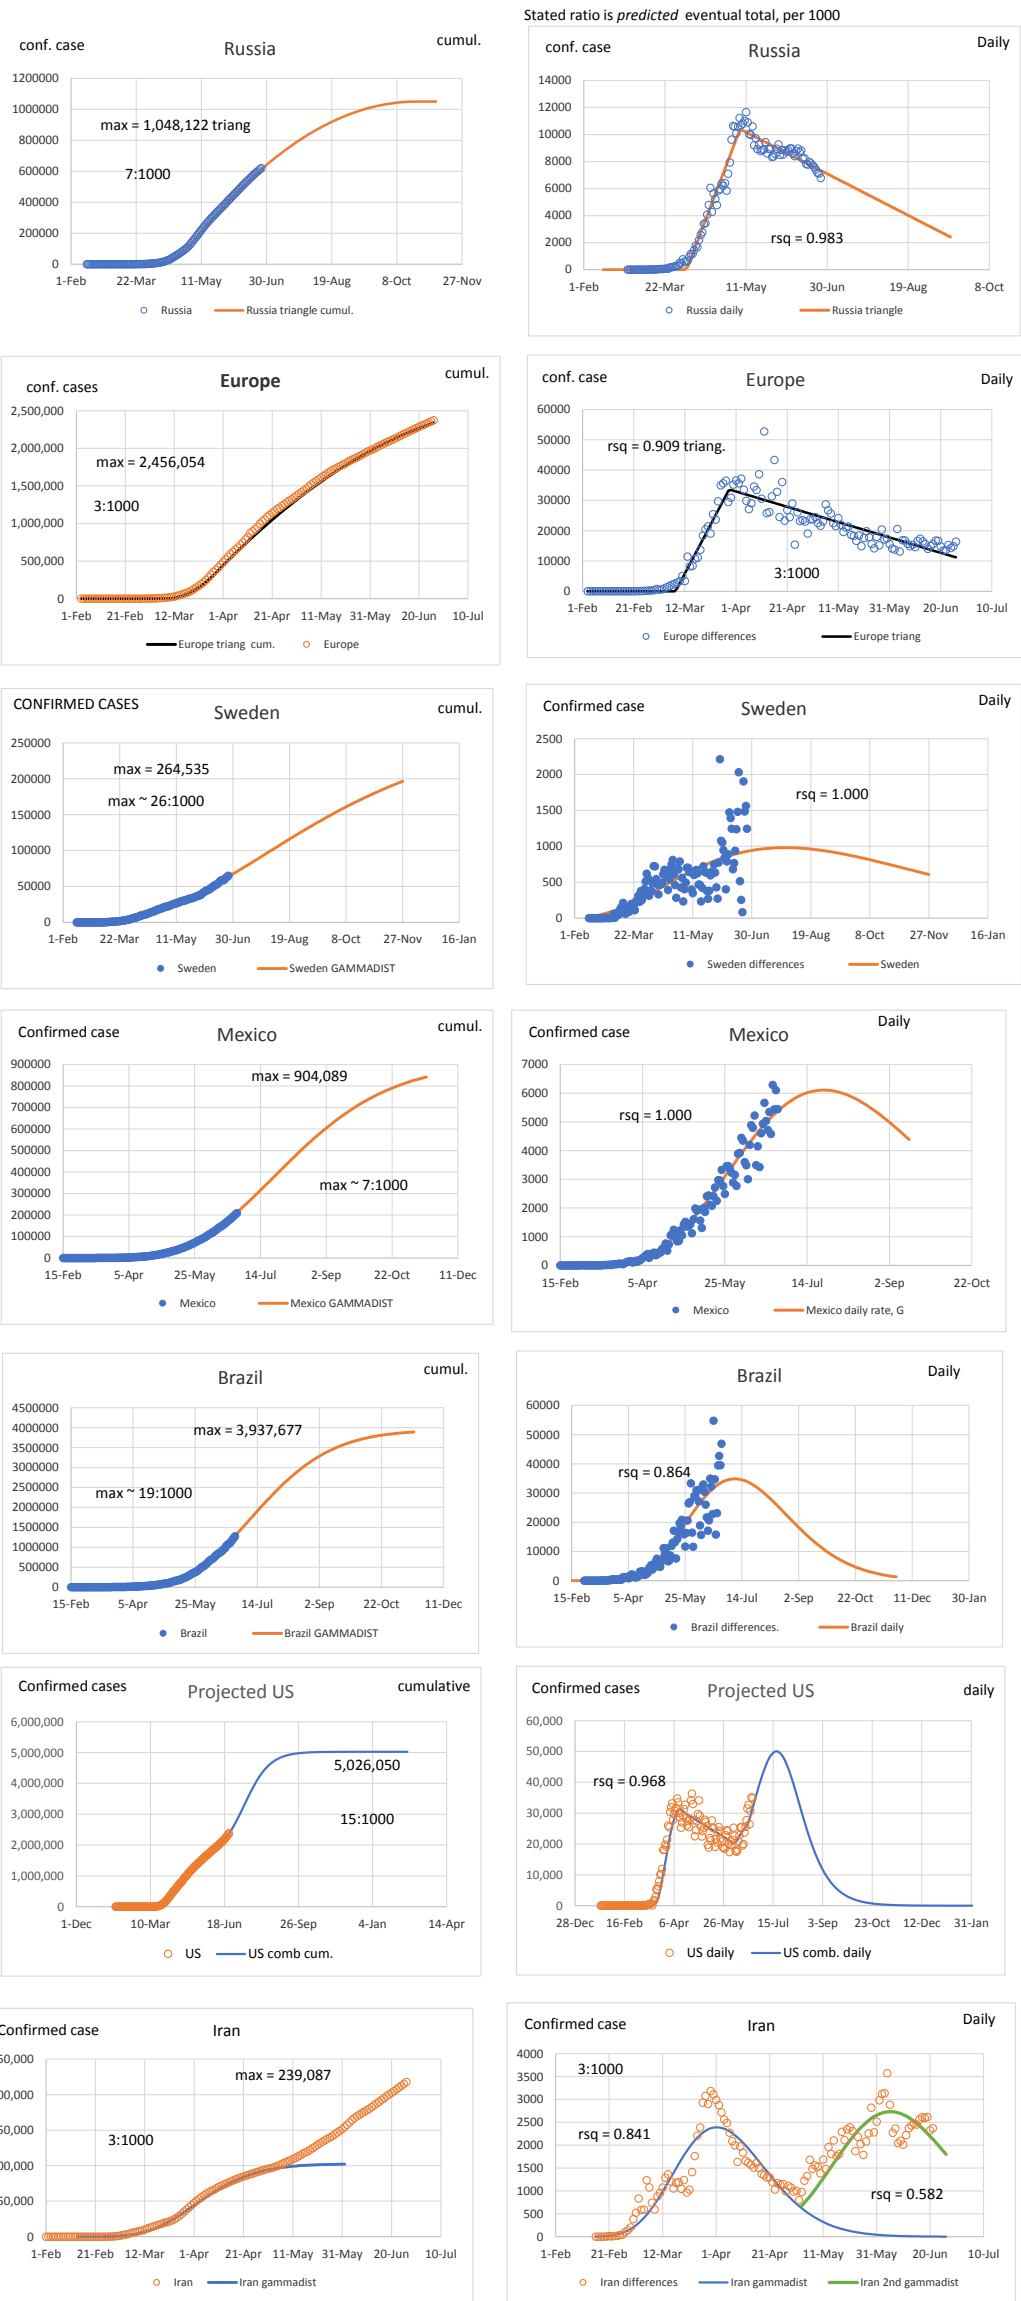 Stated ratio is predicted eventual total, per 1000
conf. case
Russia
cumul.
1200000
1000000
800000
600000
400000
200000
0
max = 1,048,122 triang
7:1000
1-Feb 22-Mar 11-May 30-Jun 19-Aug 8-Oct 27-Nov
Russia Russia triangle cumul.
conf. case
Russia
Daily
14000
12000
10000
8000
6000
4000
2000
0
rsq = 0.983
1-Feb 22-Mar 11-May 30-Jun 19-Aug 8-Oct
Russia daily Russia triangle
conf. cases
Europe
cumul.
2,500,000
2,000,000
1,500,000
1,000,000
500,000
0
max = 2,456,054
3:1000
1-Feb 21-Feb 12-Mar 1-Apr 21-Apr 11-May 31-May 20-Jun 10-Jul
Europe triang cum. Europe
conf. case
Europe
Daily
60000
50000
40000
30000
20000
10000
0
rsq = 0.909 triang.
3:1000
1-Feb 21-Feb 12-Mar 1-Apr 21-Apr 11-May 31-May 20-Jun 10-Jul
Europe differences Europe triang
CONFIRMED CASES
Sweden
cumul.
250000
200000
150000
100000
50000
0
max = 264,535
max ~ 26:1000
1-Feb 22-Mar 11-May 30-Jun 19-Aug 8-Oct 27-Nov 16-Jan
Sweden Sweden GAMMADIST
Confirmed case
Sweden
Daily
2500
2000
1500
1000
500
0
rsq = 1.000
1-Feb 22-Mar 11-May 30-Jun 19-Aug 8-Oct 27-Nov 16-Jan
Sweden differences Sweden
Confirmed case
Mexico
cumul.
900000
800000
700000
600000
500000
400000
300000
200000
100000
0
max = 904,089
max ~ 7:1000
15-Feb 5-Apr 25-May 14-Jul 2-Sep 22-Oct 11-Dec
Mexico Mexico GAMMADIST
Confirmed case
Mexico
Daily
7000
6000
5000
4000
3000
2000
1000
0
rsq = 1.000
15-Feb 5-Apr 25-May 14-Jul 2-Sep 22-Oct
Mexico Mexico daily rate, G
Brazil
cumul.
4500000
4000000
3500000
3000000
2500000
2000000
1500000
1000000
500000
0
max = 3,937,677
max ~ 19:1000
15-Feb 5-Apr 25-May 14-Jul 2-Sep 22-Oct 11-Dec
Brazil Brazil GAMMADIST
Brazil
Daily
60000
50000
40000
30000
20000
10000
0
rsq = 0.864
15-Feb 5-Apr 25-May 14-Jul 2-Sep 22-Oct 11-Dec 30-Jan
Brazil differences. Brazil daily
Confirmed cases
Projected US
cumulative
6,000,000
5,000,000
4,000,000
3,000,000
2,000,000
1,000,000
0
5,026,050
15:1000
1-Dec 10-Mar 18-Jun 26-Sep 4-Jan 14-Apr
US US comb cum.
Confirmed cases
Projected US
daily
60,000
50,000
40,000
30,000
20,000
10,000
0
rsq = 0.968
28-Dec 16-Feb 6-Apr 26-May 15-Jul 3-Sep 23-Oct 12-Dec 31-Jan
US daily US comb. daily
Confirmed case
Iran
50,000
00,000
50,000
00,000
50,000
0
max = 239,087
3:1000
1-Feb 21-Feb 12-Mar 1-Apr 21-Apr 11-May 31-May 20-Jun 10-Jul
Iran Iran gammadist
Confirmed case
Iran
Daily
4000
3500
3000
2500
2000
1500
1000
500
0
3:1000
rsq = 0.841
rsq = 0.582
1-Feb 21-Feb 12-Mar 1-Apr 21-Apr 11-May 31-May 20-Jun 10-Jul
Iran differences Iran gammadist Iran 2nd gammadist